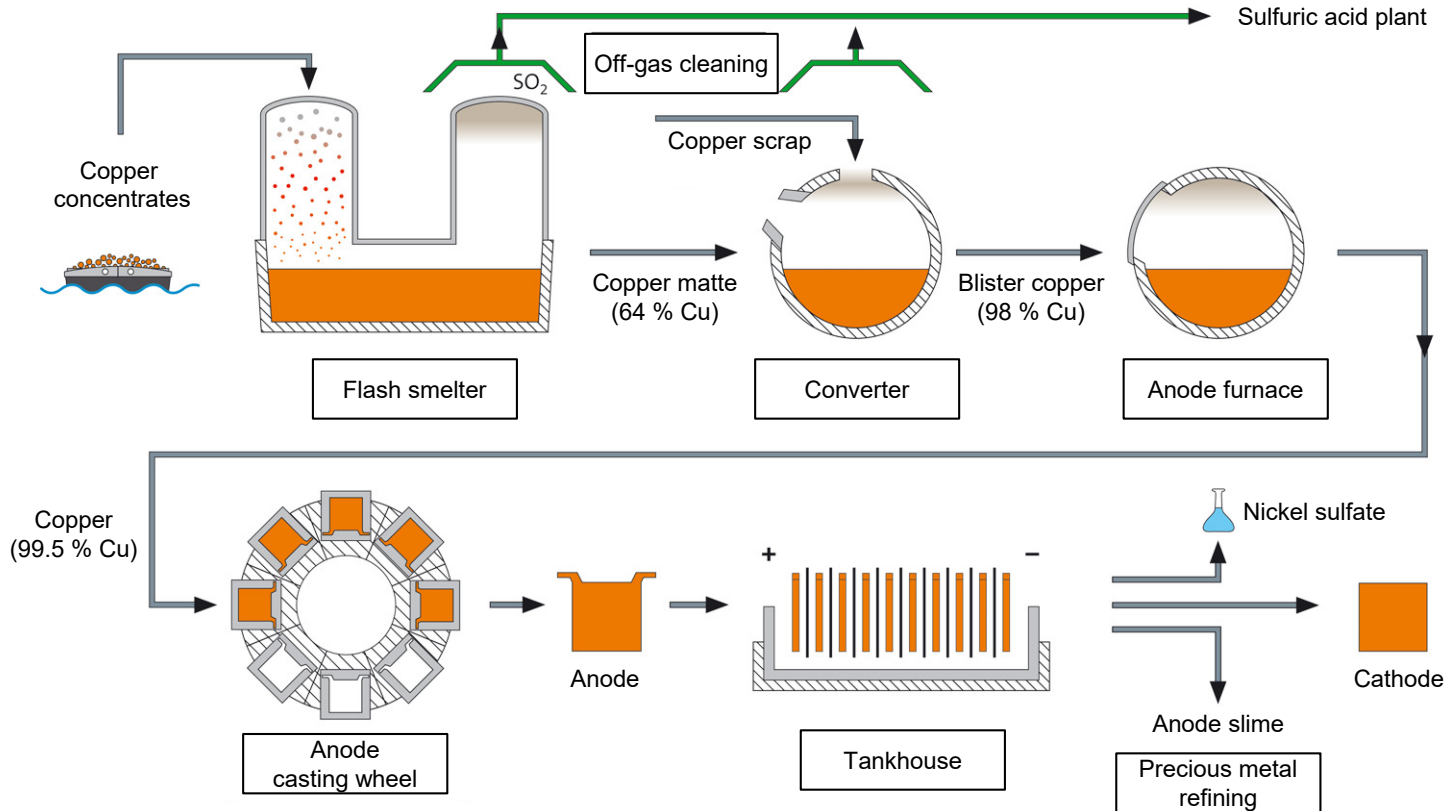 Sulfuric acid plant
Off-gas cleaning
SO₂
Copper scrap
Copper
concentrates
Copper matte
(64 % Cu)
Blister copper
(98 % Cu)
Flash smelter
Converter
Anode furnace
Copper
(99.5 % Cu)
+
−
Nickel sulfate
Anode
Cathode
Anode slime
Anode
casting wheel
Tankhouse
Precious metal
refining